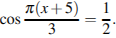 cos π(x+5)/3 = 1/2.